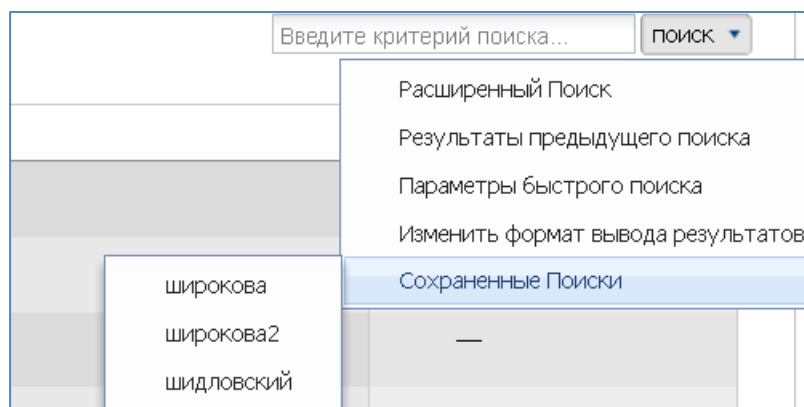 Введите критерий поиска...
поиск
Расширенный Поиск
Результаты предыдущего поиска
Параметры быстрого поиска
Изменить формат вывода результатов
Сохраненные Поиски
широкова
широкова2
—
шидловский